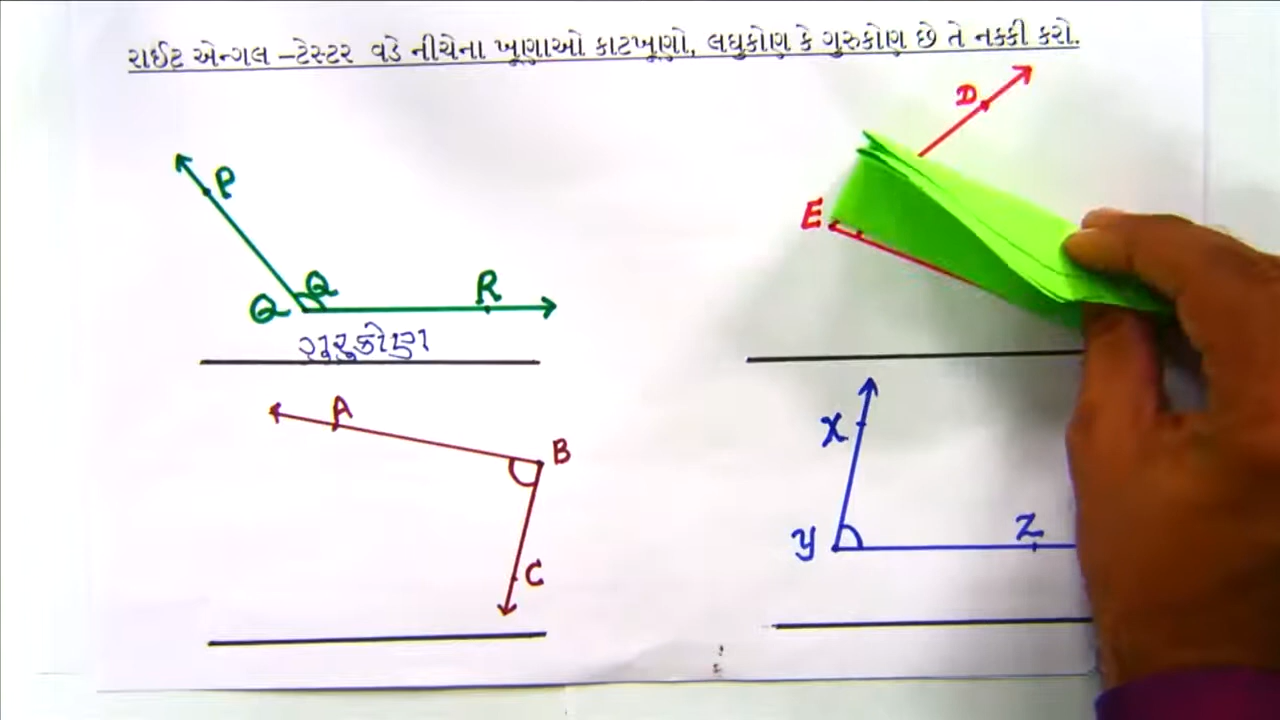 રાઈટ એન્ગલ –ટેસ્ટર વડે નીચેના ખૂણાઓ કાટખૂણો, લઘુકોણ કે ગુરુકોણ છે તે નક્કી કરો.
P
Q
Q
R
ગુરુકોણ
D
E
A
B
C
X
Y
Z